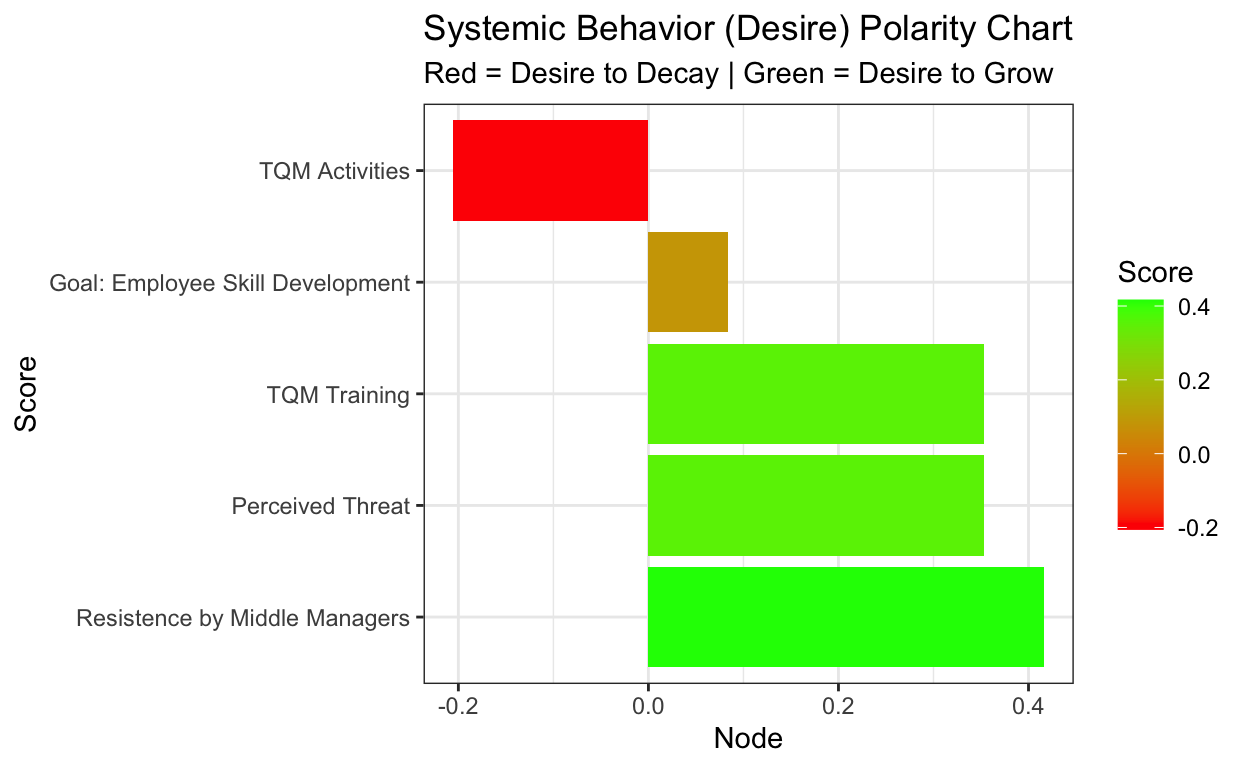 Systemic Behavior (Desire) Polarity Chart
Red = Desire to Decay | Green = Desire to Grow
Score
TQM Activities
Goal: Employee Skill Development
TQM Training
Perceived Threat
Resistence by Middle Managers
-0.2 0.0 0.2 0.4
Node
Score
0.4
0.2
0.0
-0.2